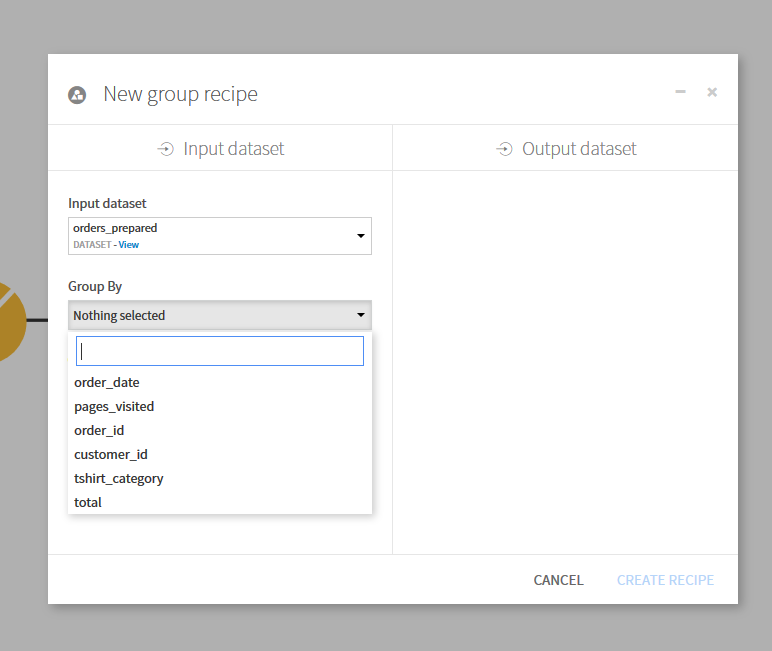 New group recipe
Input dataset
Output dataset
Input dataset
orders_prepared
DATASET - View
Group By
Nothing selected
order_date
pages_visited
order_id
customer_id
tshirt_category
total
CANCEL
CREATE RECIPE